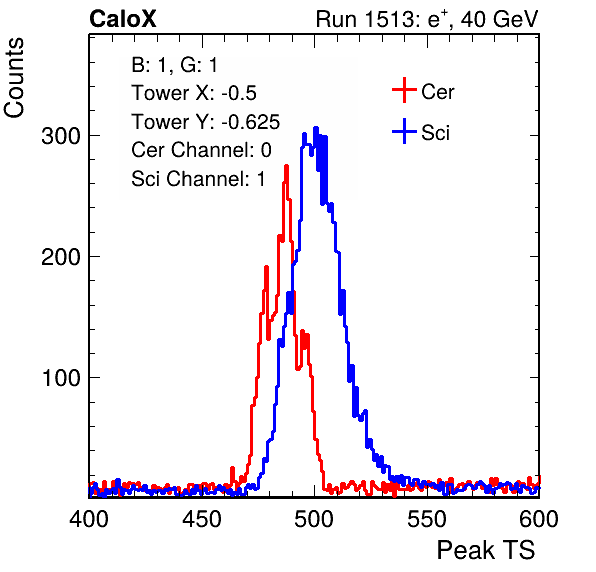 CaloX Run 1513: e⁺, 40 GeV
Counts
B: 1, G: 1
Tower X: -0.5
Tower Y: -0.625
Cer Channel: 0
Sci Channel: 1
Cer
Sci
300
200
100
400 450 500 550 600
Peak TS